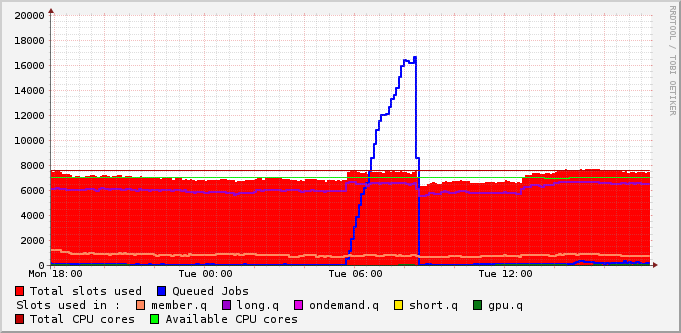 20000
18000
16000
14000
12000
10000
8000
6000
4000
2000
0
Mon 18:00 Tue 00:00 Tue 06:00 Tue 12:00
Total slots used Queued Jobs
Slots used in : member.q long.q ondemand.q short.q gpu.q
Total CPU cores Available CPU cores
RRDTOOL / TOBI OETIKER